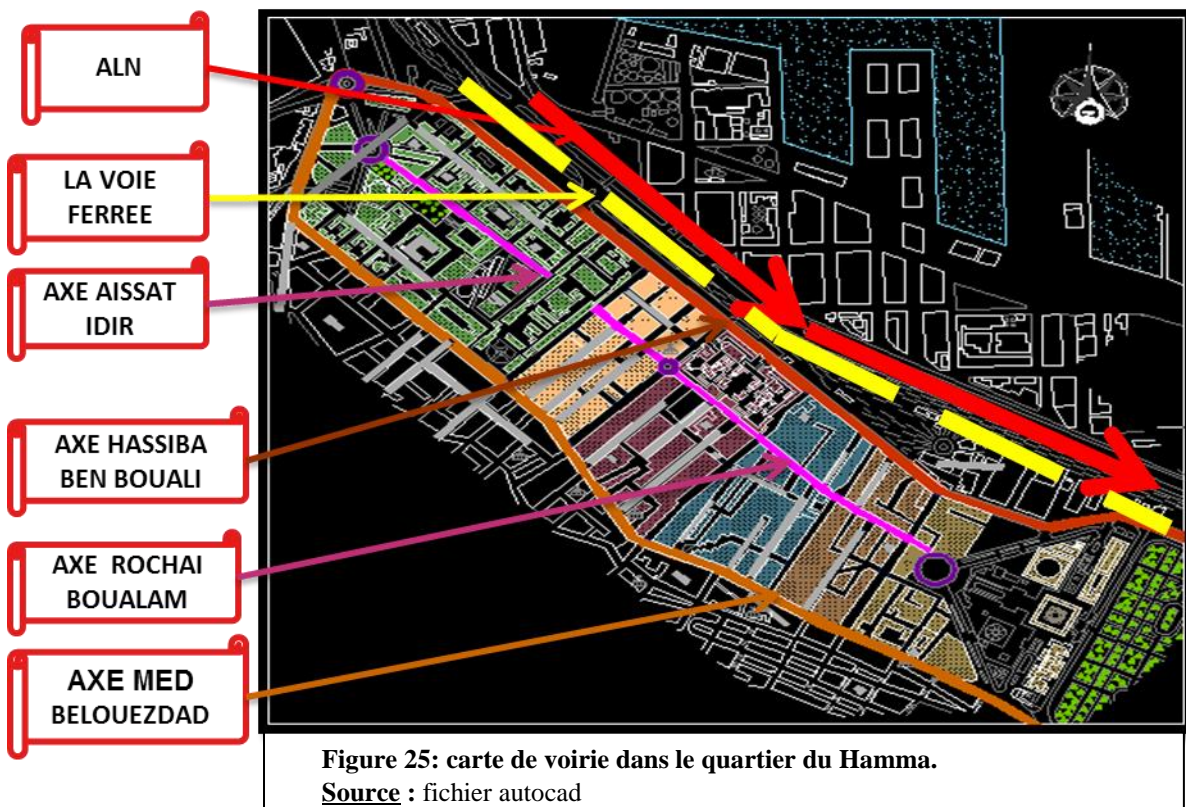 ALN
LA VOIE
FERREE
AXE AISSAT
IDIR
AXE HASSIBA
BEN BOUALI
AXE ROCHAI
BOUALAM
AXE MED
BELOUEZDAD
Figure 25: carte de voirie dans le quartier du Hamma.
Source : fichier autocad